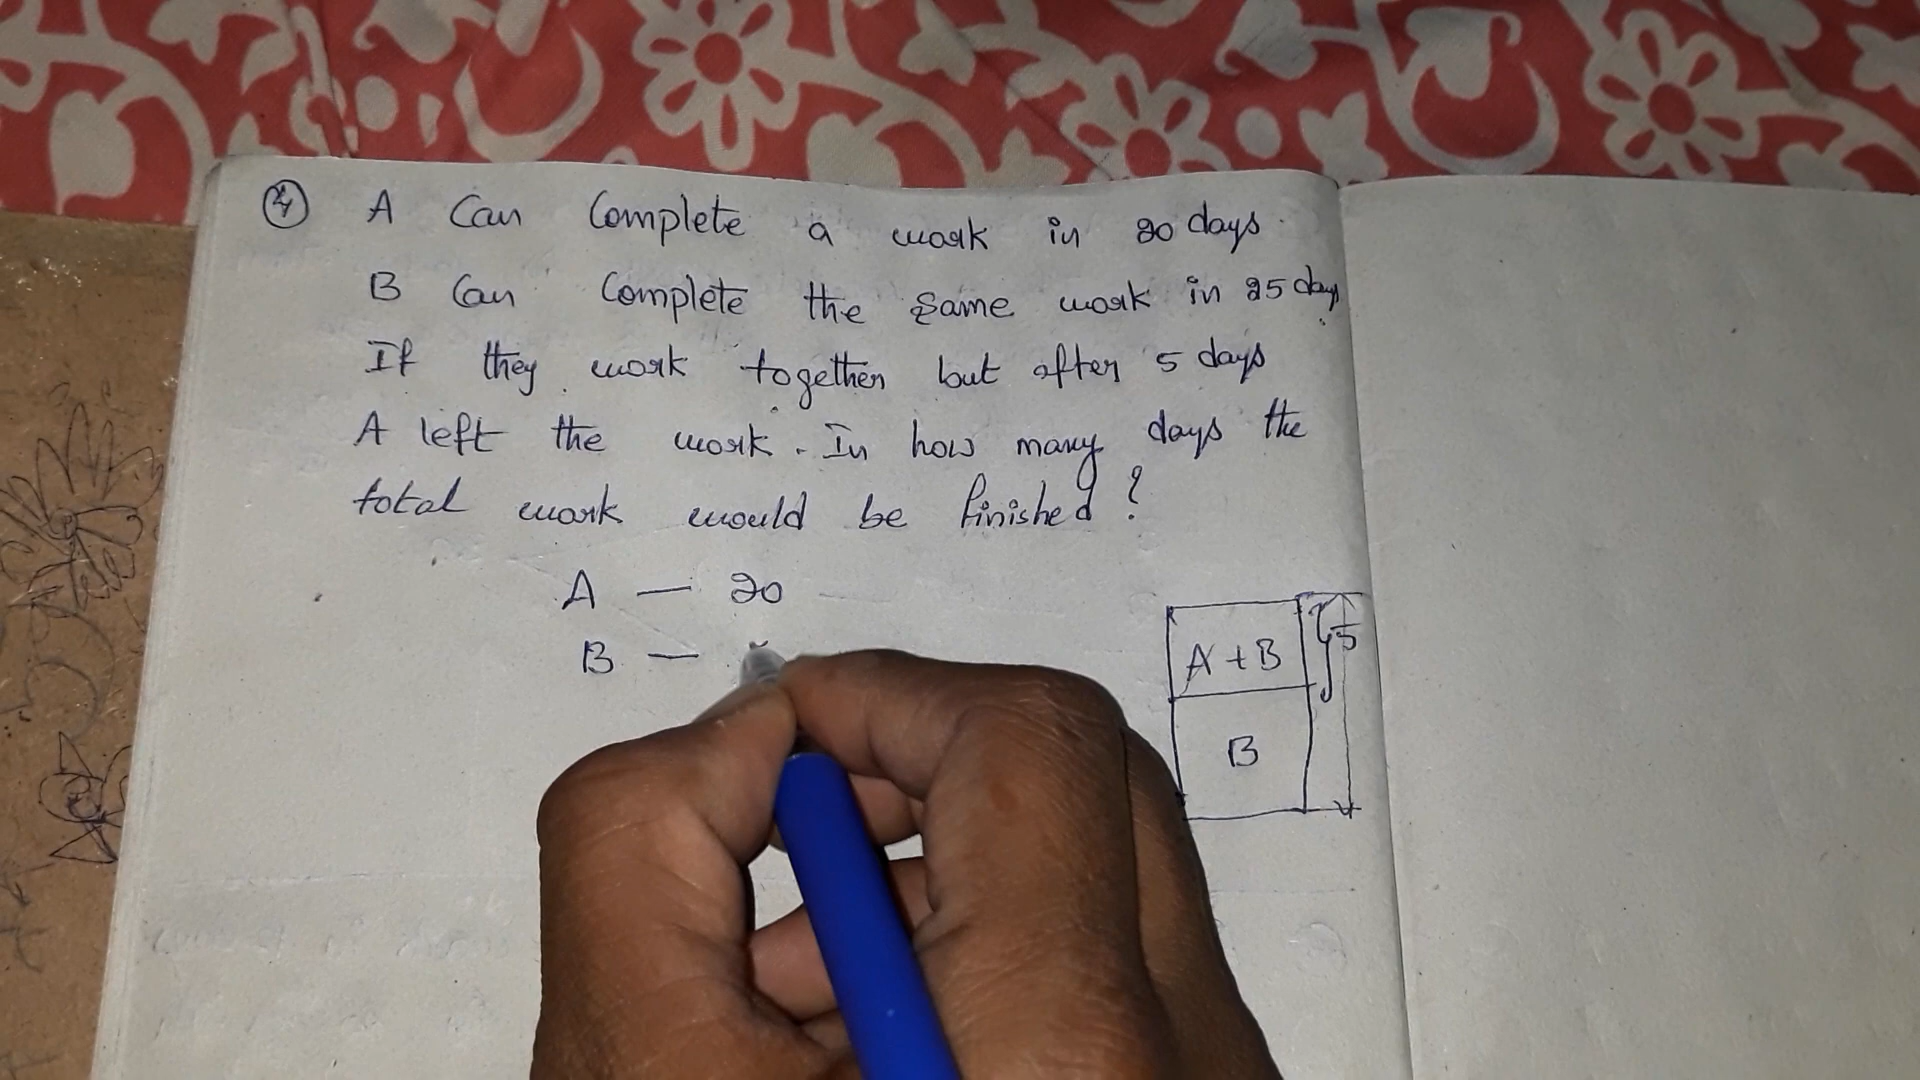 4 A Can Complete a work in 20 days.
B Can Complete the same work in 25 days.
If they work together but after 5 days
A left the work. In how many days the
total work would be finished?
A — 20
B —
A + B
5
B